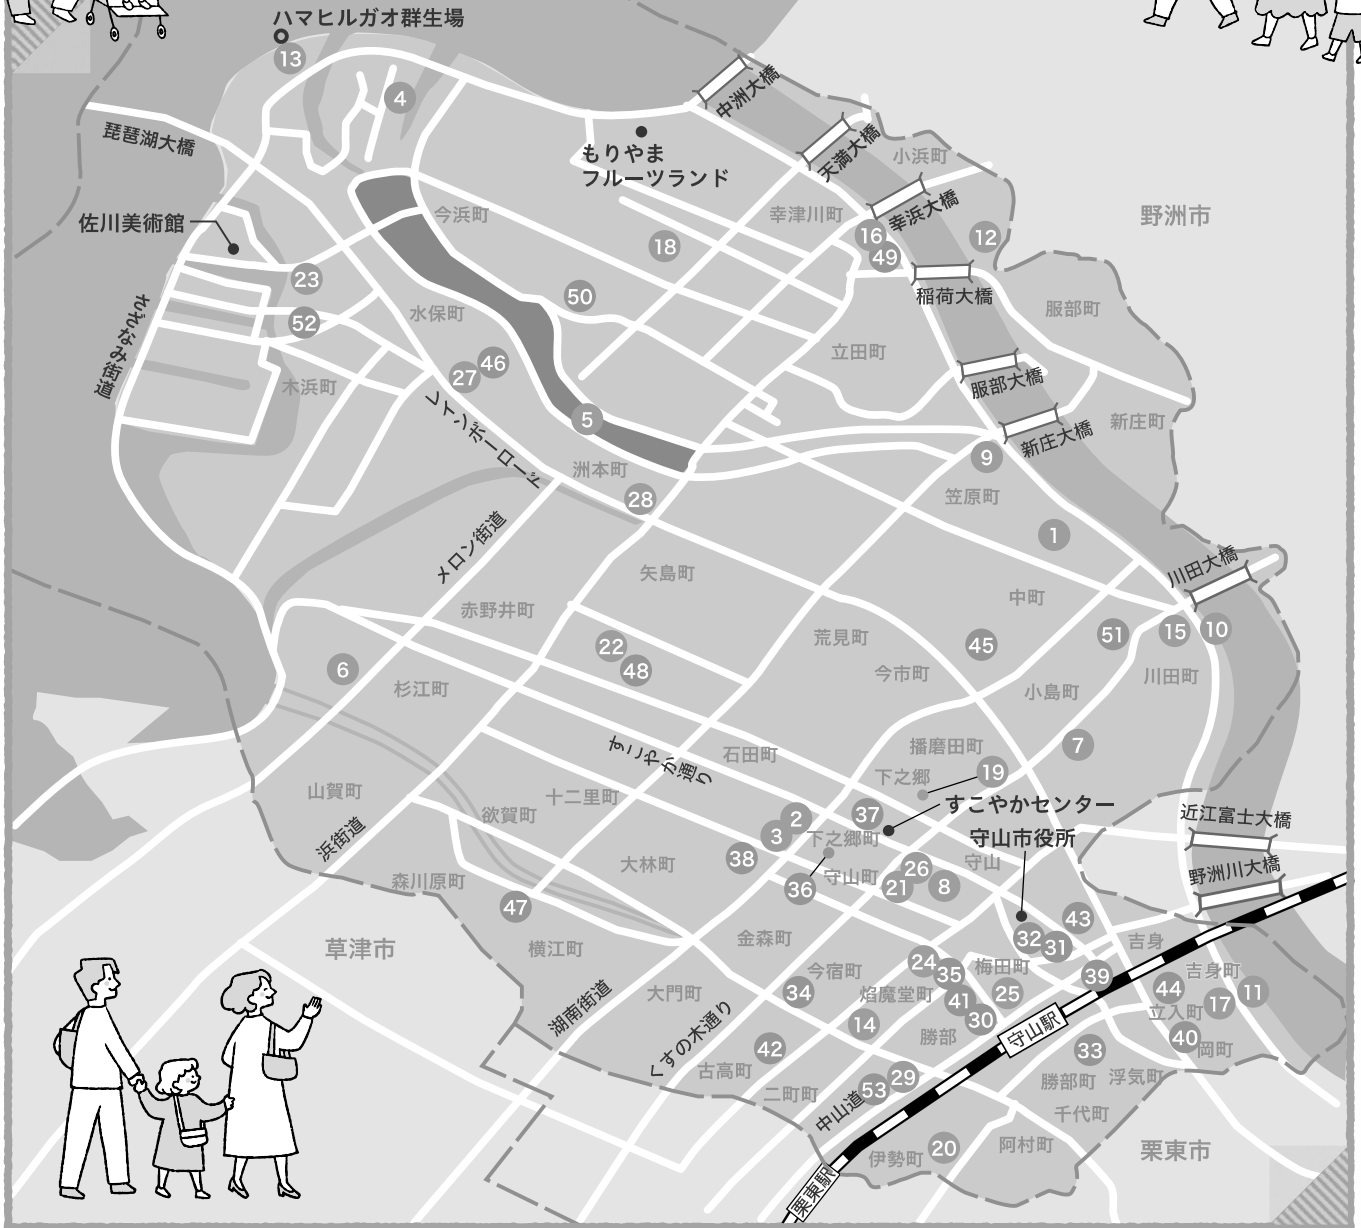 ハマヒルガオ群生場
13
4
中洲大橋
琵琶湖大橋
もりやま
フルーツランド
天満大橋
小浜町
佐川美術館
今浜町
幸津川町
幸浜大橋
野洲市
16
49
12
18
23
50
稲荷大橋
さざなみ街道
52
水保町
服部町
立田町
46
27
木浜町
服部大橋
レインボーロード
5
新庄町
新庄大橋
9
洲本町
28
笠原町
1
メロン街道
川田大橋
矢島町
赤野井町
中町
荒見町
22
48
45
51
15
10
6
杉江町
今市町
小島町
川田町
すこやか通り
石田町
播磨田町
7
下之郷
19
山賀町
十二里町
欲賀町
すこやかセンター
37
2
3
下之郷町
守山市役所
近江富士大橋
浜街道
38
大林町
36
守山町
26
21
8
守山
野洲川大橋
森川原町
47
43
32
31
草津市
横江町
金森町
吉身
今宿町
24
35
梅田町
39
吉身町
大門町
34
焔魔堂町
41
25
44
17
11
湖南街道
くすの木通り
14
30
立入町
勝部
守山駅
40
岡町
42
33
古高町
29
53
勝部町
浮気町
二町町
中山道
千代町
20
阿村町
伊勢町
栗東市
栗東駅